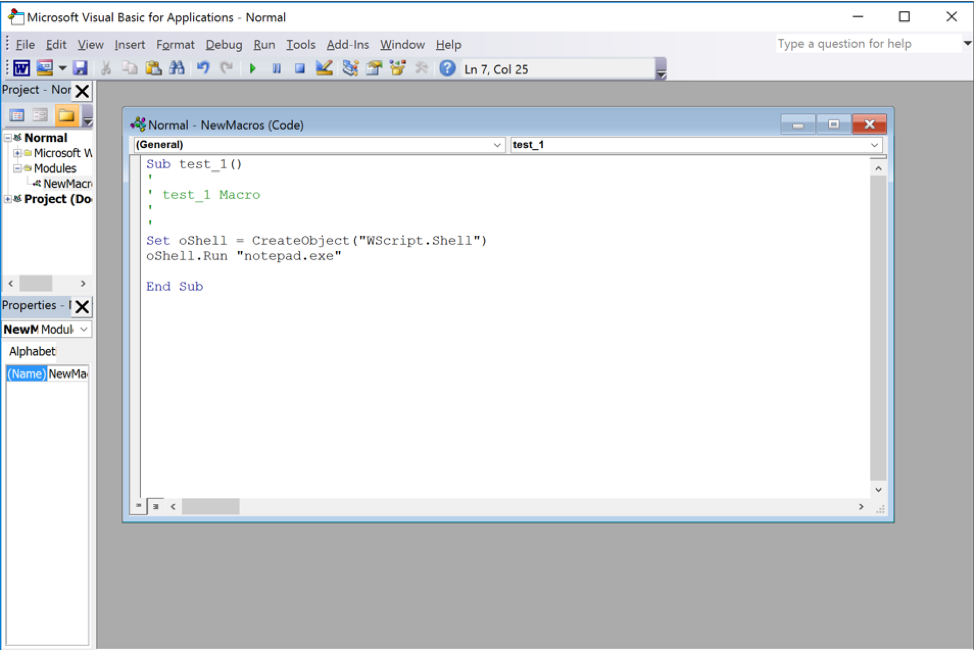 Microsoft Visual Basic for Applications - Normal
File Edit View Insert Format Debug Run Tools Add-Ins Window Help
Type a question for help
Ln 7, Col 25
Project - Nor
Normal
Microsoft W
Modules
NewMacr
Project (Do
Properties -
NewM Modul
Alphabet
(Name) NewMa
Normal - NewMacros (Code)
(General) test_1
Sub test_1()
'
' test_1 Macro
'
'
Set oShell = CreateObject("WScript.Shell")
oShell.Run "notepad.exe"
End Sub